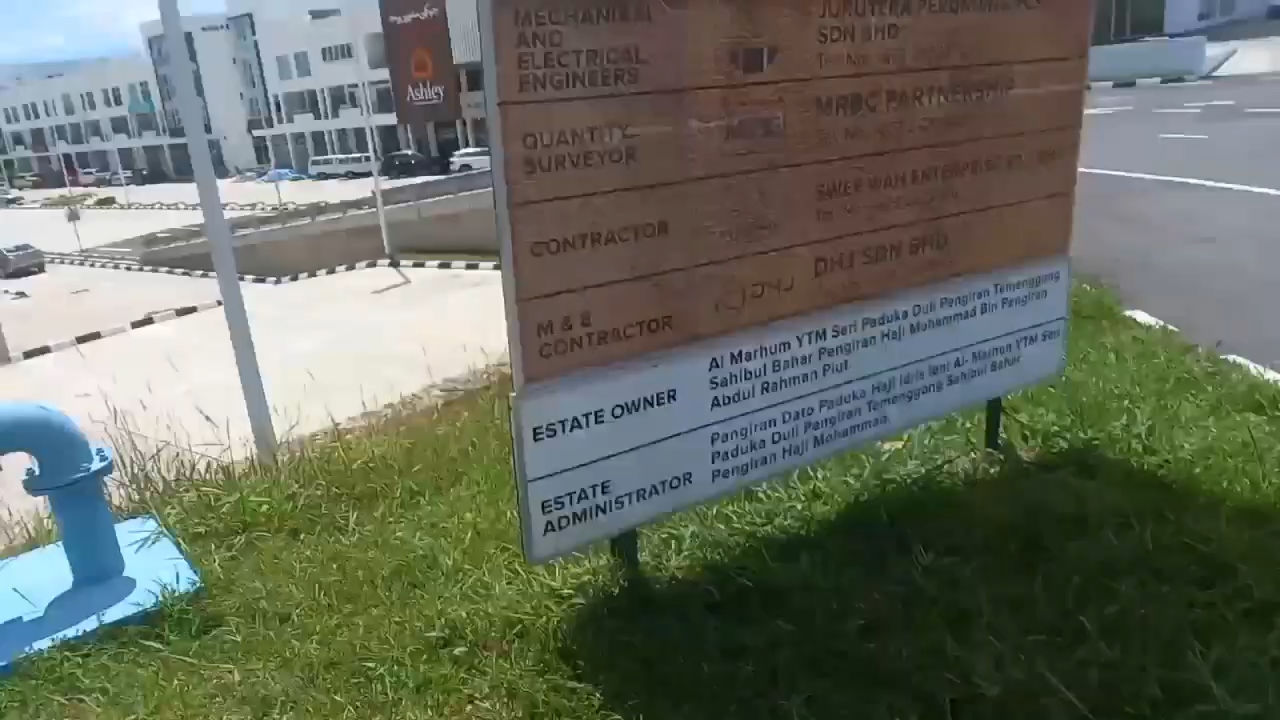 Ashley
MECHANICAL
AND
ELECTRICAL
ENGINEERS
SDN BHD
QUANTITY
SURVEYOR
MRBC PARTNERSHIP
CONTRACTOR
SWEE WAH ENTERPRISE
M & E
CONTRACTOR
DHJ
DHJ SDN BHD
ESTATE OWNER
Al Marhum YTM Seri Paduka Duli Pengiran Temenggong
Sahibul Bahar Pengiran Haji Mohammad Bin Pengiran
Abdul Rahman Piut
ESTATE
ADMINISTRATOR
Pengiran Dato Paduka Haji Idris Ibni Al- Marhum YTM Seri
Paduka Duli Pengiran Temenggong Sahibul Bahar
Pengiran Haji Mohammad